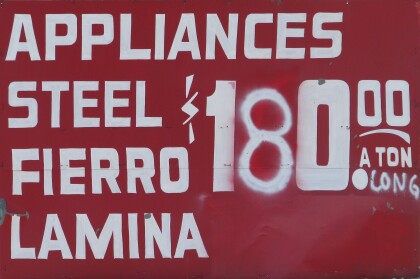 APPLIANCES
STEEL $180.00
FIERRO A TON
LAMINA LONG